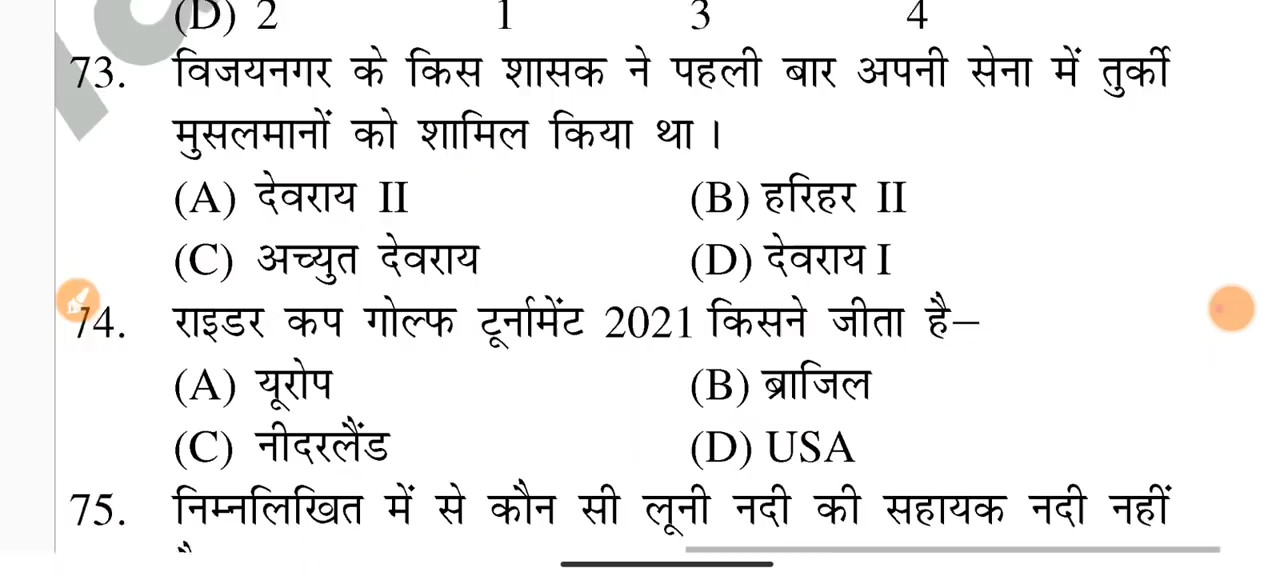 (D) 2 1 3 4
73. विजयनगर के किस शासक ने पहली बार अपनी सेना में तुर्की
मुसलमानों को शामिल किया था ।
(A) देवराय II (B) हरिहर II
(C) अच्युत देवराय (D) देवराय I
74. राइडर कप गोल्फ टूर्नामेंट 2021 किसने जीता है–
(A) यूरोप (B) ब्राजिल
(C) नीदरलैंड (D) USA
75. निम्नलिखित में से कौन सी लूनी नदी की सहायक नदी नहीं